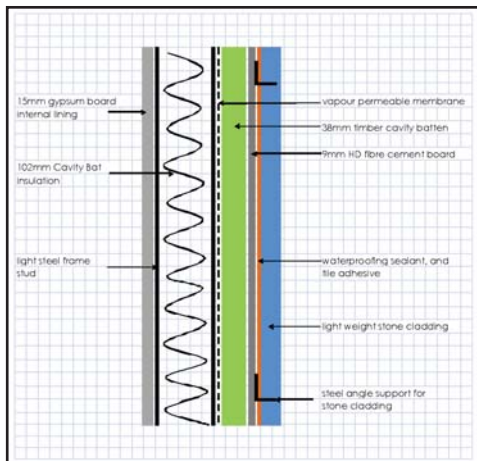 15mm gypsum board
internal lining
102mm Cavity Bat
insulation
light steel frame
stud
vapour permeable membrane
38mm timber cavity batten
9mm HD fibre cement board
waterproofing sealant, and
tile adhesive
light weight stone cladding
steel angle support for
stone cladding